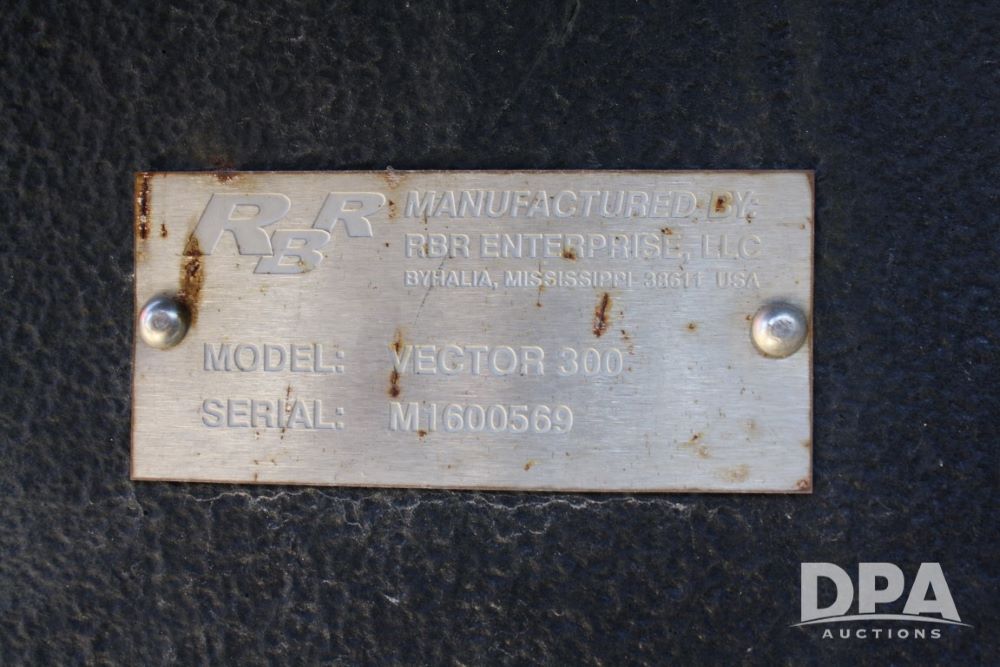 RBR
MANUFACTURED BY:
RBR ENTERPRISE, LLC
BYHALIA, MISSISSIPPI 38611 USA
MODEL: VECTOR 300
SERIAL: M1600569
DPA
AUCTIONS